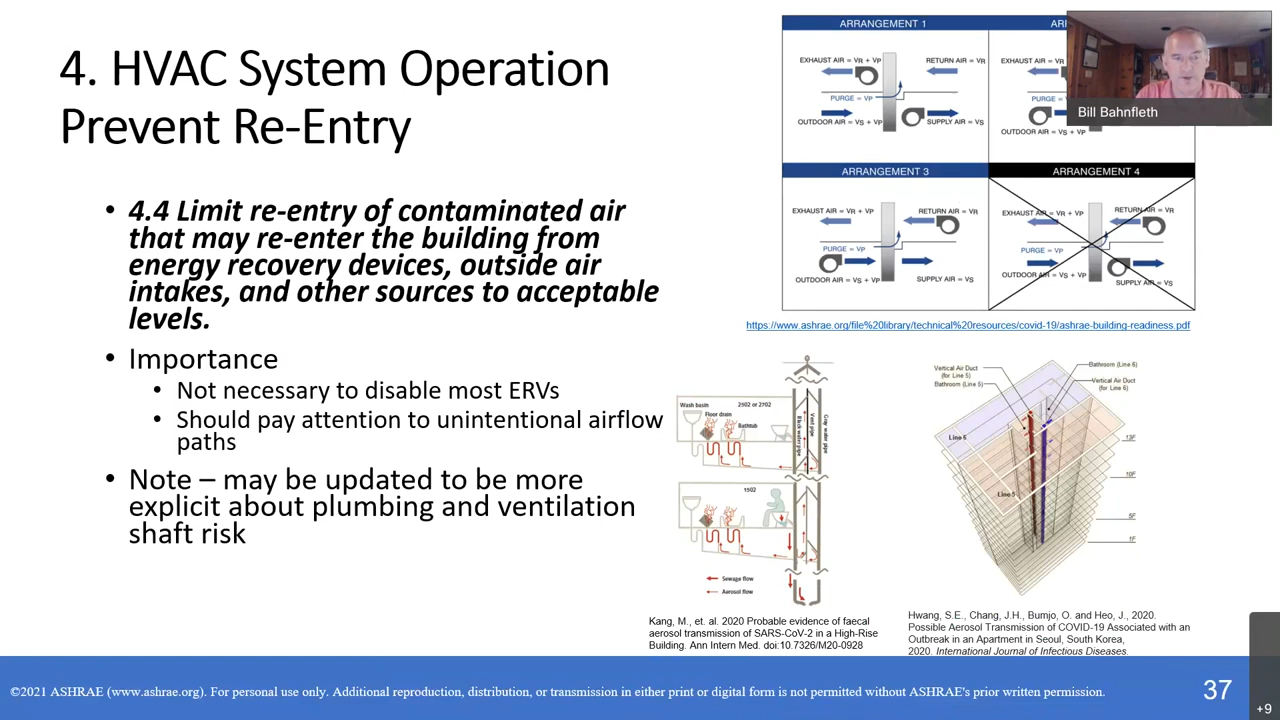 4. HVAC System Operation
Prevent Re-Entry
• 4.4 Limit re-entry of contaminated air
that may re-enter the building from
energy recovery devices, outside air
intakes, and other sources to acceptable
levels.
• Importance
• Not necessary to disable most ERVs
• Should pay attention to unintentional airflow
paths
• Note – may be updated to be more
explicit about plumbing and ventilation
shaft risk
ARRANGEMENT 1
EXHAUST AIR = VR + VP
RETURN AIR = VR
PURGE = VP
OUTDOOR AIR = VS + VP
SUPPLY AIR = VS
EXHAUST AIR
PURGE =
OUTDOOR AIR = VS + VP
Bill Bahnfleth
ARRANGEMENT 3
EXHAUST AIR = VR + VP
RETURN AIR = VR
PURGE = VP
OUTDOOR AIR = VS + VP
SUPPLY AIR = VS
ARRANGEMENT 4
EXHAUST AIR = VR + VP
RETURN AIR = VR
PURGE = VP
OUTDOOR AIR = VS + VP
SUPPLY AIR = VS
https://www.ashrae.org/file%20library/technical%20resources/covid-19/ashrae-building-readiness.pdf
Wash basin
2502 or 2702
Floor drain
Bathtub
Black water pipe
Vent pipe
Gray water pipe
1502
Sewage flow
Aerosol flow
Kang, M., et. al. 2020 Probable evidence of faecal
aerosol transmission of SARS-CoV-2 in a High-Rise
Building. Ann Intern Med. doi:10.7326/M20-0928
Vertical Air Duct
(for Line 5)
Bathroom (Line 5)
Bathroom (Line 6)
Vertical Air Duct
(for Line 6)
Line 6
Line 5
13F
10F
5F
1F
Hwang, S.E., Chang, J.H., Bumjo, O. and Heo, J., 2020.
Possible Aerosol Transmission of COVID-19 Associated with an
Outbreak in an Apartment in Seoul, South Korea,
2020. International Journal of Infectious Diseases.
©2021 ASHRAE (www.ashrae.org). For personal use only. Additional reproduction, distribution, or transmission in either print or digital form is not permitted without ASHRAE's prior written permission.
37
+9